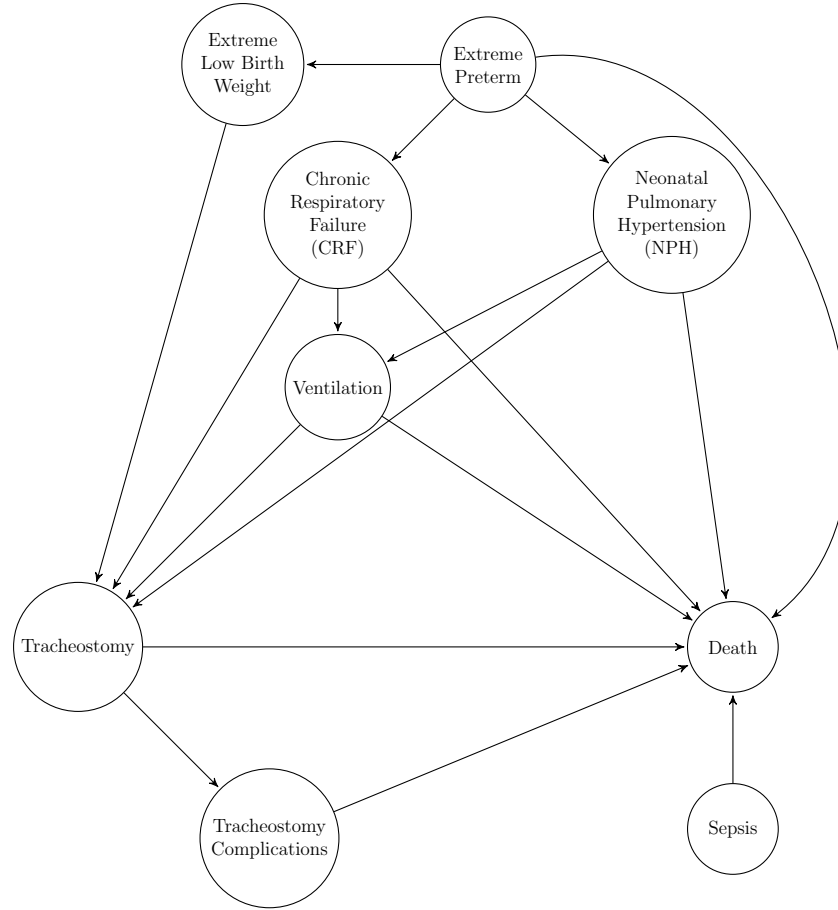 Extreme
Low Birth
Weight
Extreme
Preterm
Chronic
Respiratory
Failure
(CRF)
Neonatal
Pulmonary
Hypertension
(NPH)
Ventilation
Tracheostomy
Death
Tracheostomy
Complications
Sepsis